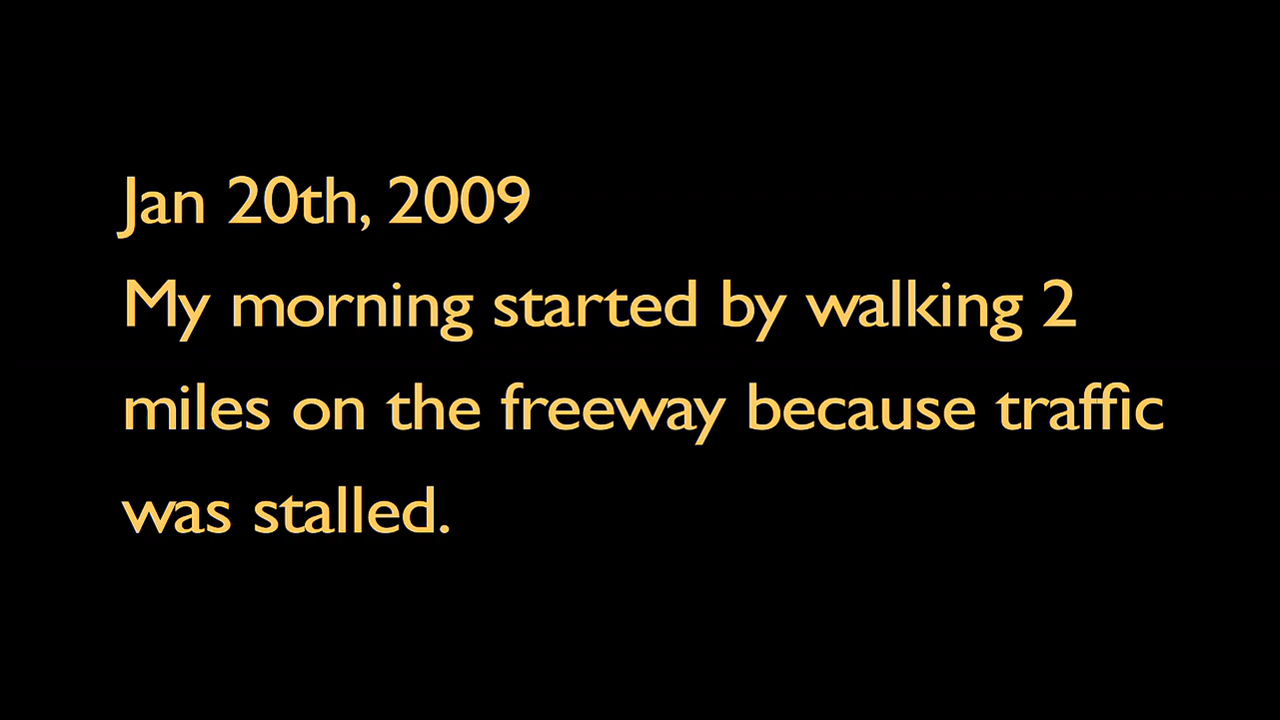 Jan 20th, 2009
My morning started by walking 2
miles on the freeway because traffic
was stalled.